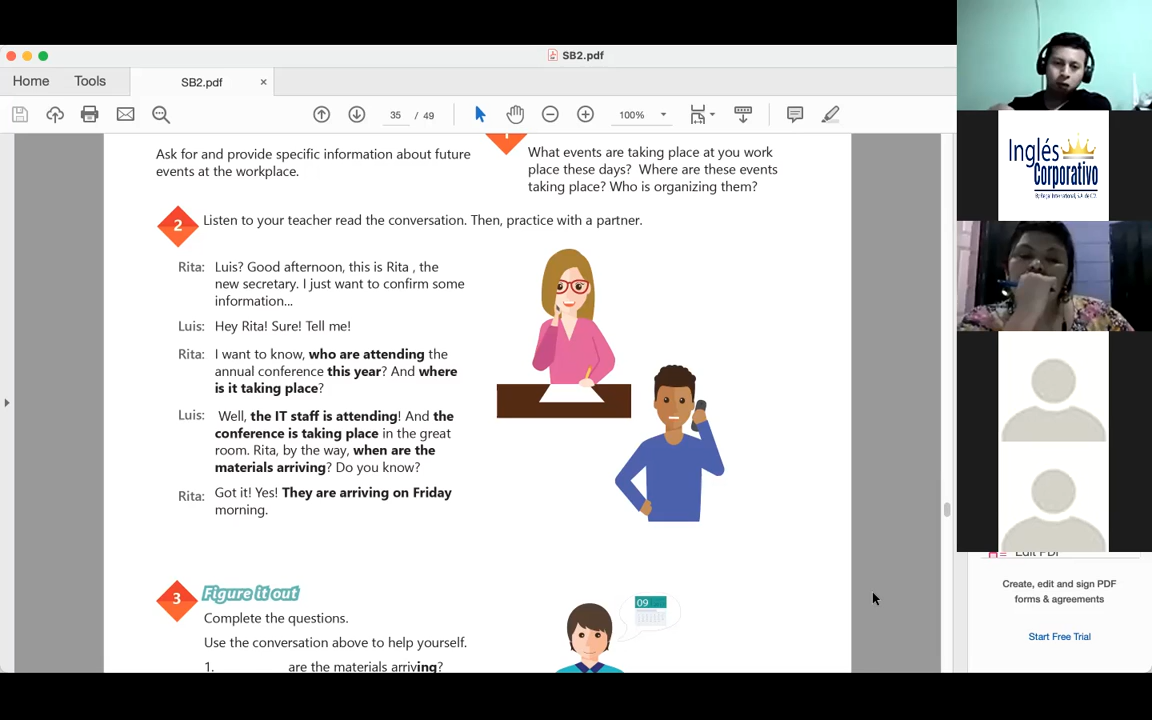 SB2.pdf
Home
Tools
SB2.pdf ×
35 / 49
100%
Ask for and provide specific information about future
events at the workplace.
What events are taking place at you work
place these days? Where are these events
taking place? Who is organizing them?
2
Listen to your teacher read the conversation. Then, practice with a partner.
Rita: Luis? Good afternoon, this is Rita , the
new secretary. I just want to confirm some
information...
Luis: Hey Rita! Sure! Tell me!
Rita: I want to know, who are attending the
annual conference this year? And where
is it taking place?
Luis: Well, the IT staff is attending! And the
conference is taking place in the great
room. Rita, by the way, when are the
materials arriving? Do you know?
Rita: Got it! Yes! They are arriving on Friday
morning.
3
Figure it out
Complete the questions.
Use the conversation above to help yourself.
1. are the materials arriving?
09
Inglés
Corporativo
Edit PDF
Create, edit and sign PDF
forms & agreements
Start Free Trial